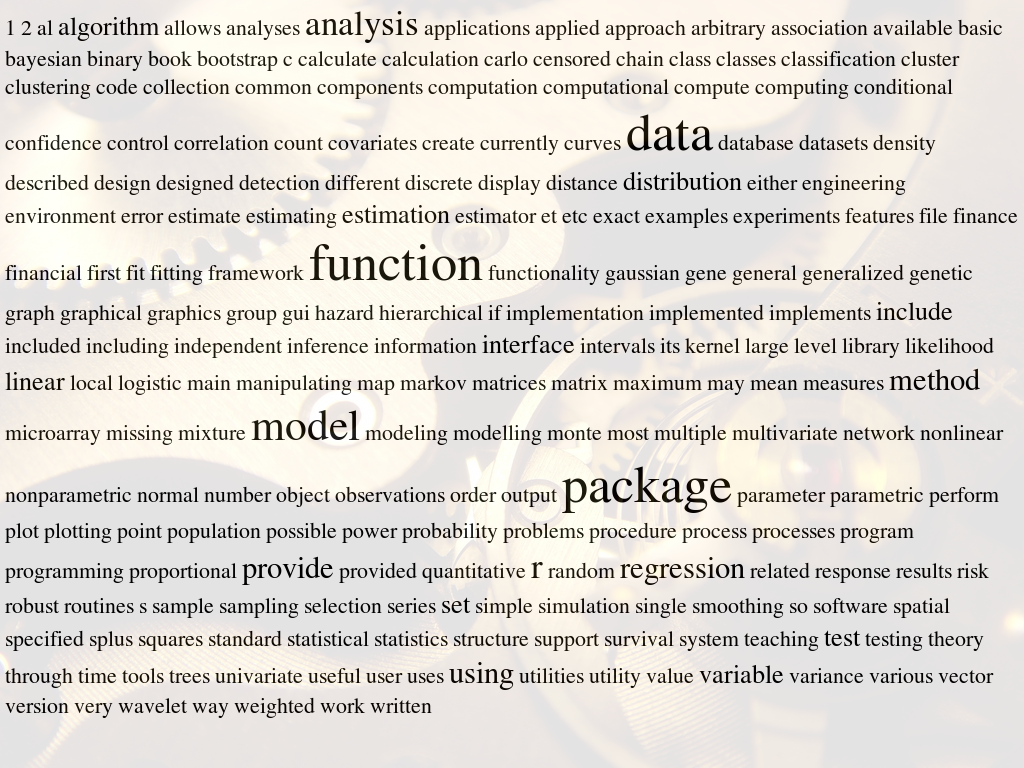 1 2 al algorithm allows analyses analysis applications applied approach arbitrary association available basic
bayesian binary book bootstrap c calculate calculation carlo censored chain class classes classification cluster
clustering code collection common components computation computational compute computing conditional
confidence control correlation count covariates create currently curves data database datasets density
described design designed detection different discrete display distance distribution either engineering
environment error estimate estimating estimation estimator et etc exact examples experiments features file finance
financial first fit fitting framework function functionality gaussian gene general generalized genetic
graph graphical graphics group gui hazard hierarchical if implementation implemented implements include
included including independent inference information interface intervals its kernel large level library likelihood
linear local logistic main manipulating map markov matrices matrix maximum may mean measures method
microarray missing mixture model modeling modelling monte most multiple multivariate network nonlinear
nonparametric normal number object observations order output package parameter parametric perform
plot plotting point population possible power probability problems procedure process processes program
programming proportional provide provided quantitative r random regression related response results risk
robust routines s sample sampling selection series set simple simulation single smoothing so software spatial
specified splus squares standard statistical statistics structure support survival system teaching test testing theory
through time tools trees univariate useful user uses using utilities utility value variable variance various vector
version very wavelet way weighted work written